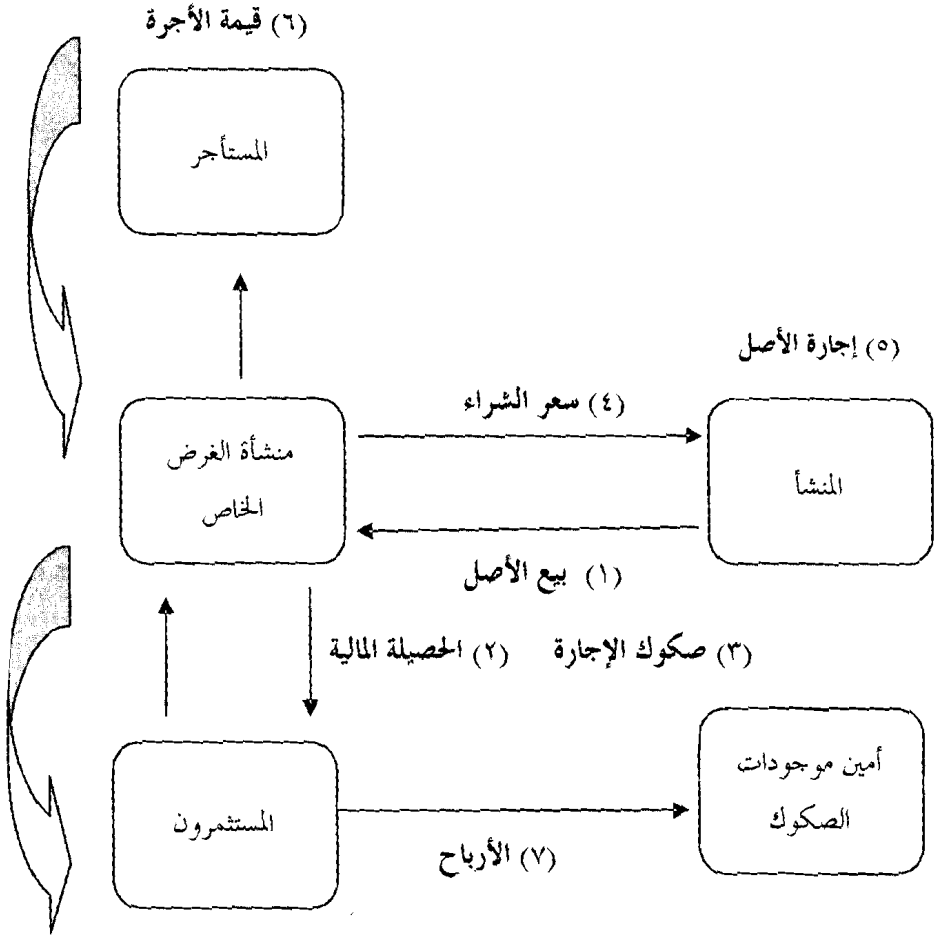 (٦) قيمة الأجرة
المستأجر
(٥) إجارة الأصل
(٤) سعر الشراء
منشأة الغرض
الخاص
المنشأ
(١) بيع الأصل
(٣) صكوك الإجارة (٢) الحصيلة المالية
أمين موجودات
الصكوك
المستثمرون
(٧) الأرباح